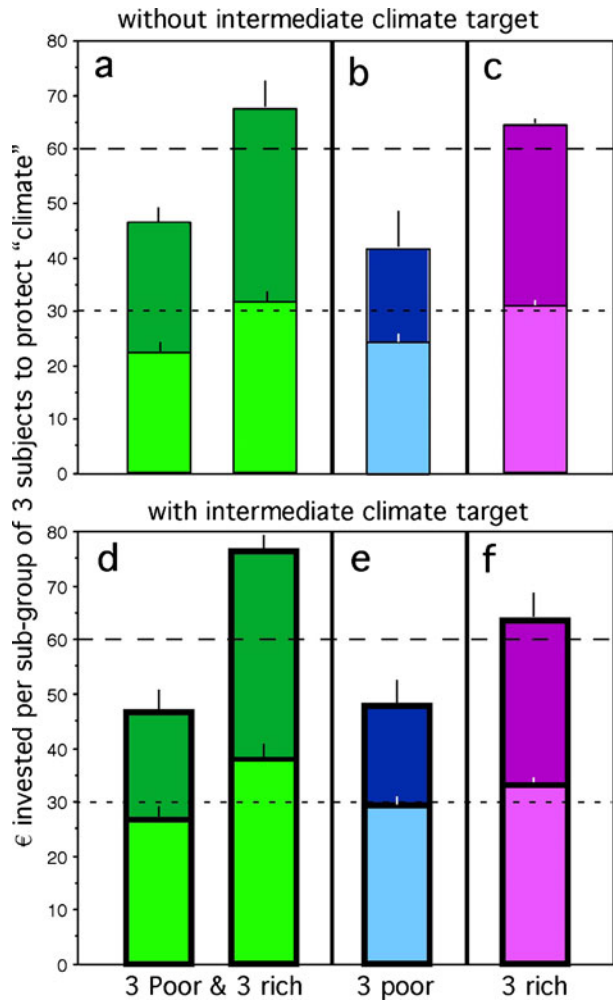 without intermediate climate target
80
70
60
50
40
30
20
10
0
a
b
c
€ invested per sub-group of 3 subjects to protect “climate”
with intermediate climate target
80
70
60
50
40
30
20
10
0
d
e
f
3 Poor & 3 rich
3 poor
3 rich